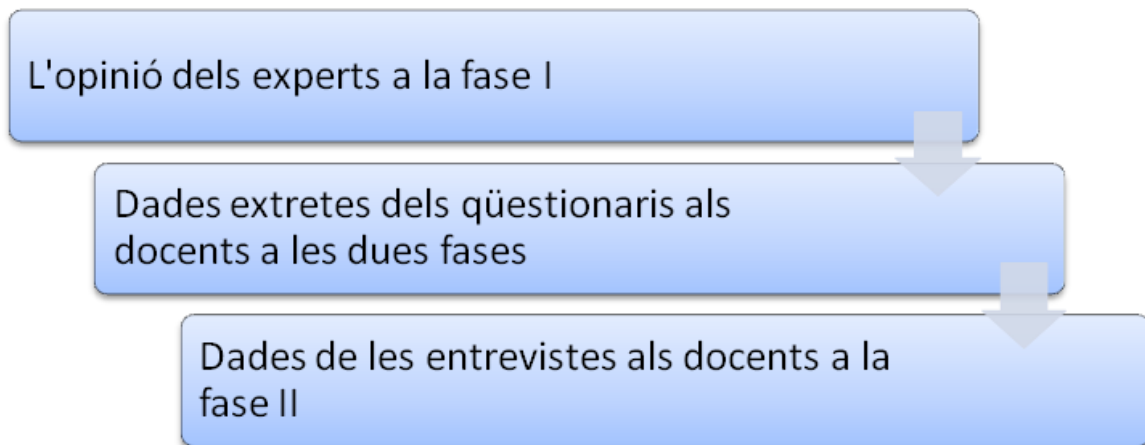 L'opinió dels experts a la fase I
Dades extretes dels qüestionaris als
docents a les dues fases
Dades de les entrevistes als docents a la
fase II